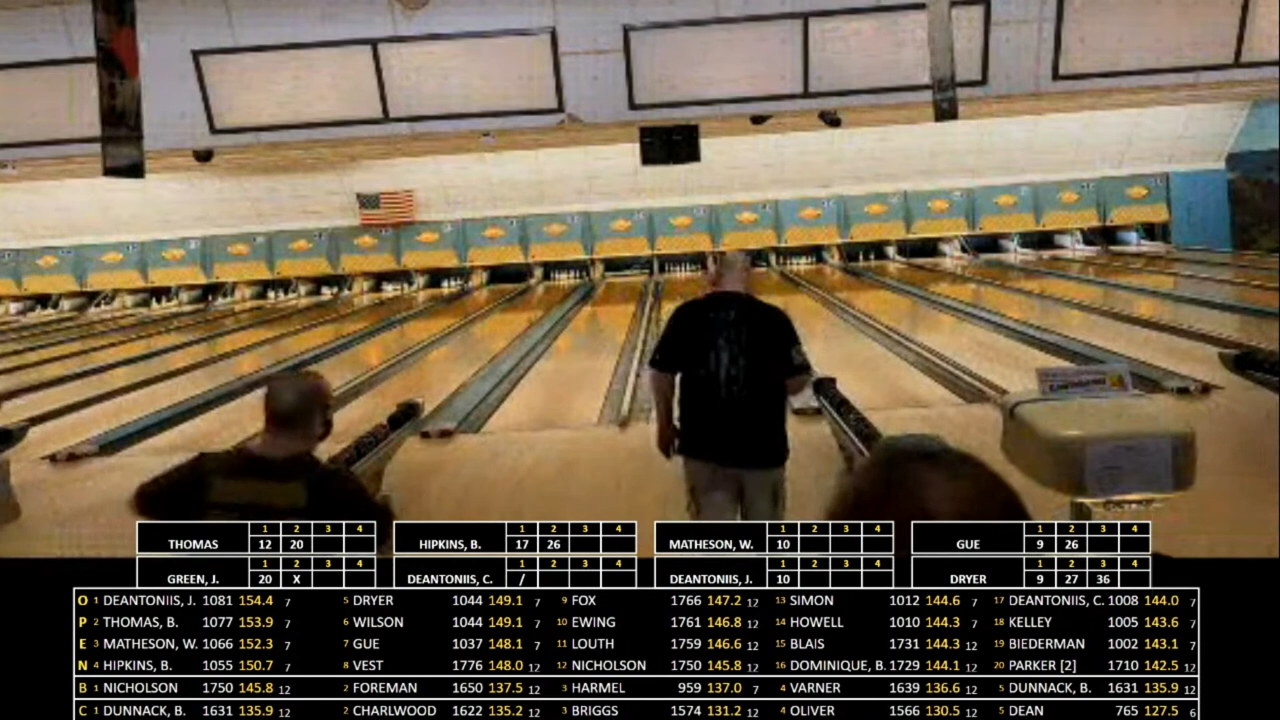 1 2 3 4
THOMAS 12 20
1 2 3 4
HIPKINS, B. 17 26
1 2 3 4
MATHESON, W. 10
1 2 3 4
GUE 9 26
1 2 3 4
GREEN, J. 20 X
1 2 3 4
DEANTONIIS, C. /
1 2 3 4
DEANTONIIS, J. 10
1 2 3 4
DRYER 9 27 36
O 1 DEANTONIIS, J. 1081 154.4 7 5 DRYER 1044 149.1 7 9 FOX 1766 147.2 12 13 SIMON 1012 144.6 7 17 DEANTONIIS, C. 1008 144.0 7
P 2 THOMAS, B. 1077 153.9 7 6 WILSON 1044 149.1 7 10 EWING 1761 146.8 12 14 HOWELL 1010 144.3 7 18 KELLEY 1005 143.6 7
E 3 MATHESON, W. 1066 152.3 7 7 GUE 1037 148.1 7 11 LOUTH 1759 146.6 12 15 BLAIS 1731 144.3 12 19 BIEDERMAN 1002 143.1 7
N 4 HIPKINS, B. 1055 150.7 7 8 VEST 1776 148.0 12 12 NICHOLSON 1750 145.8 12 16 DOMINIQUE, B. 1729 144.1 12 20 PARKER [2] 1710 142.5 12
B 1 NICHOLSON 1750 145.8 12 2 FOREMAN 1650 137.5 12 3 HARMEL 959 137.0 7 4 VARNER 1639 136.6 12 5 DUNNACK, B. 1631 135.9 12
C 1 DUNNACK, B. 1631 135.9 12 2 CHARLWOOD 1622 135.2 12 3 BRIGGS 1574 131.2 12 4 OLIVER 1566 130.5 12 5 DEAN 765 127.5 6